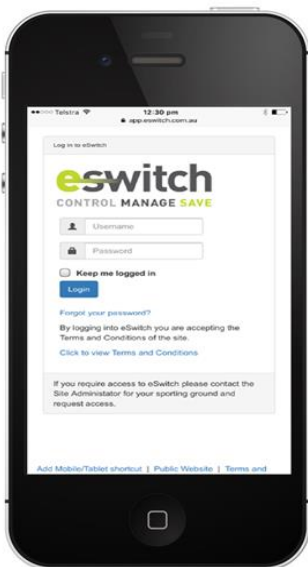 Telstra 12:30 pm
app.eswitch.com.au
Log in to eSwitch
eswitch
CONTROL MANAGE SAVE
Username
Password
Keep me logged in
Login
Forgot your password?
By logging into eSwitch you are accepting the
Terms and Conditions of the site.
Click to view Terms and Conditions
If you require access to eSwitch please contact the
Site Administator for your sporting ground and
request access.
Add Mobile/Tablet shortcut | Public Website | Terms and